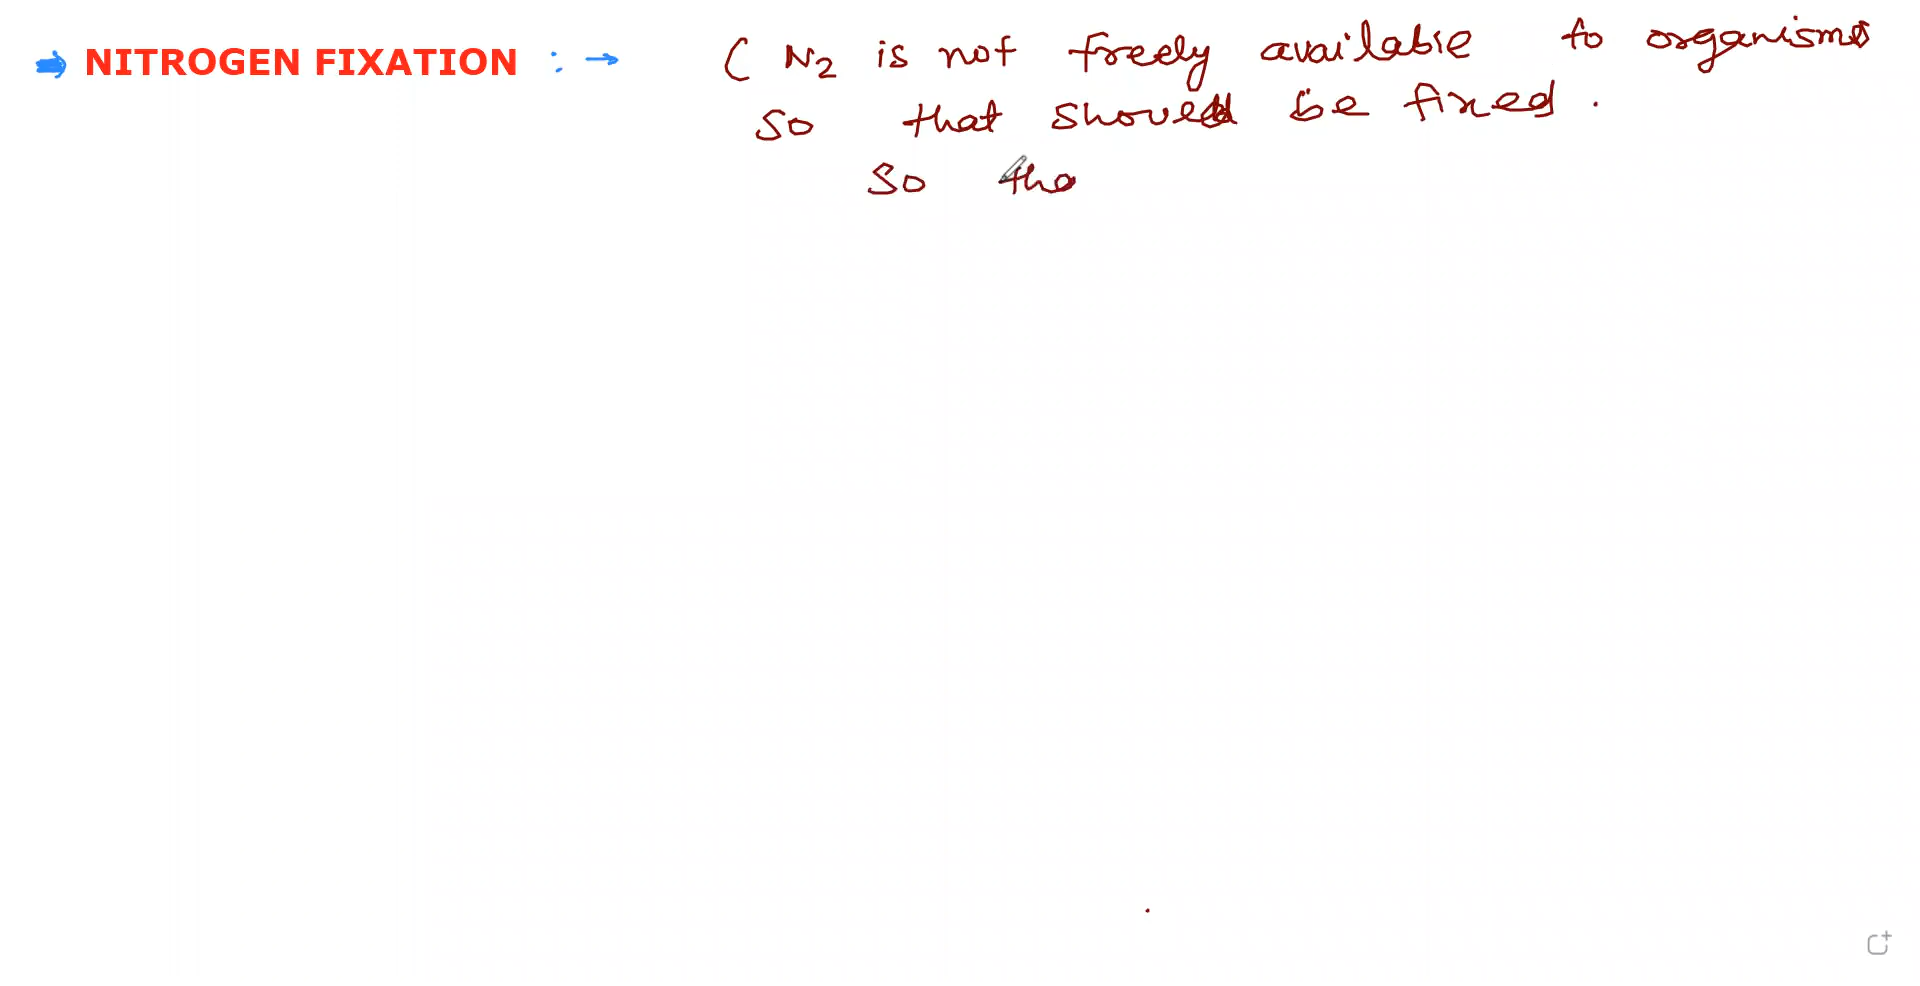 ➡ NITROGEN FIXATION : → ( N2 is not freely available to organisms
so that should be fixed.
so the